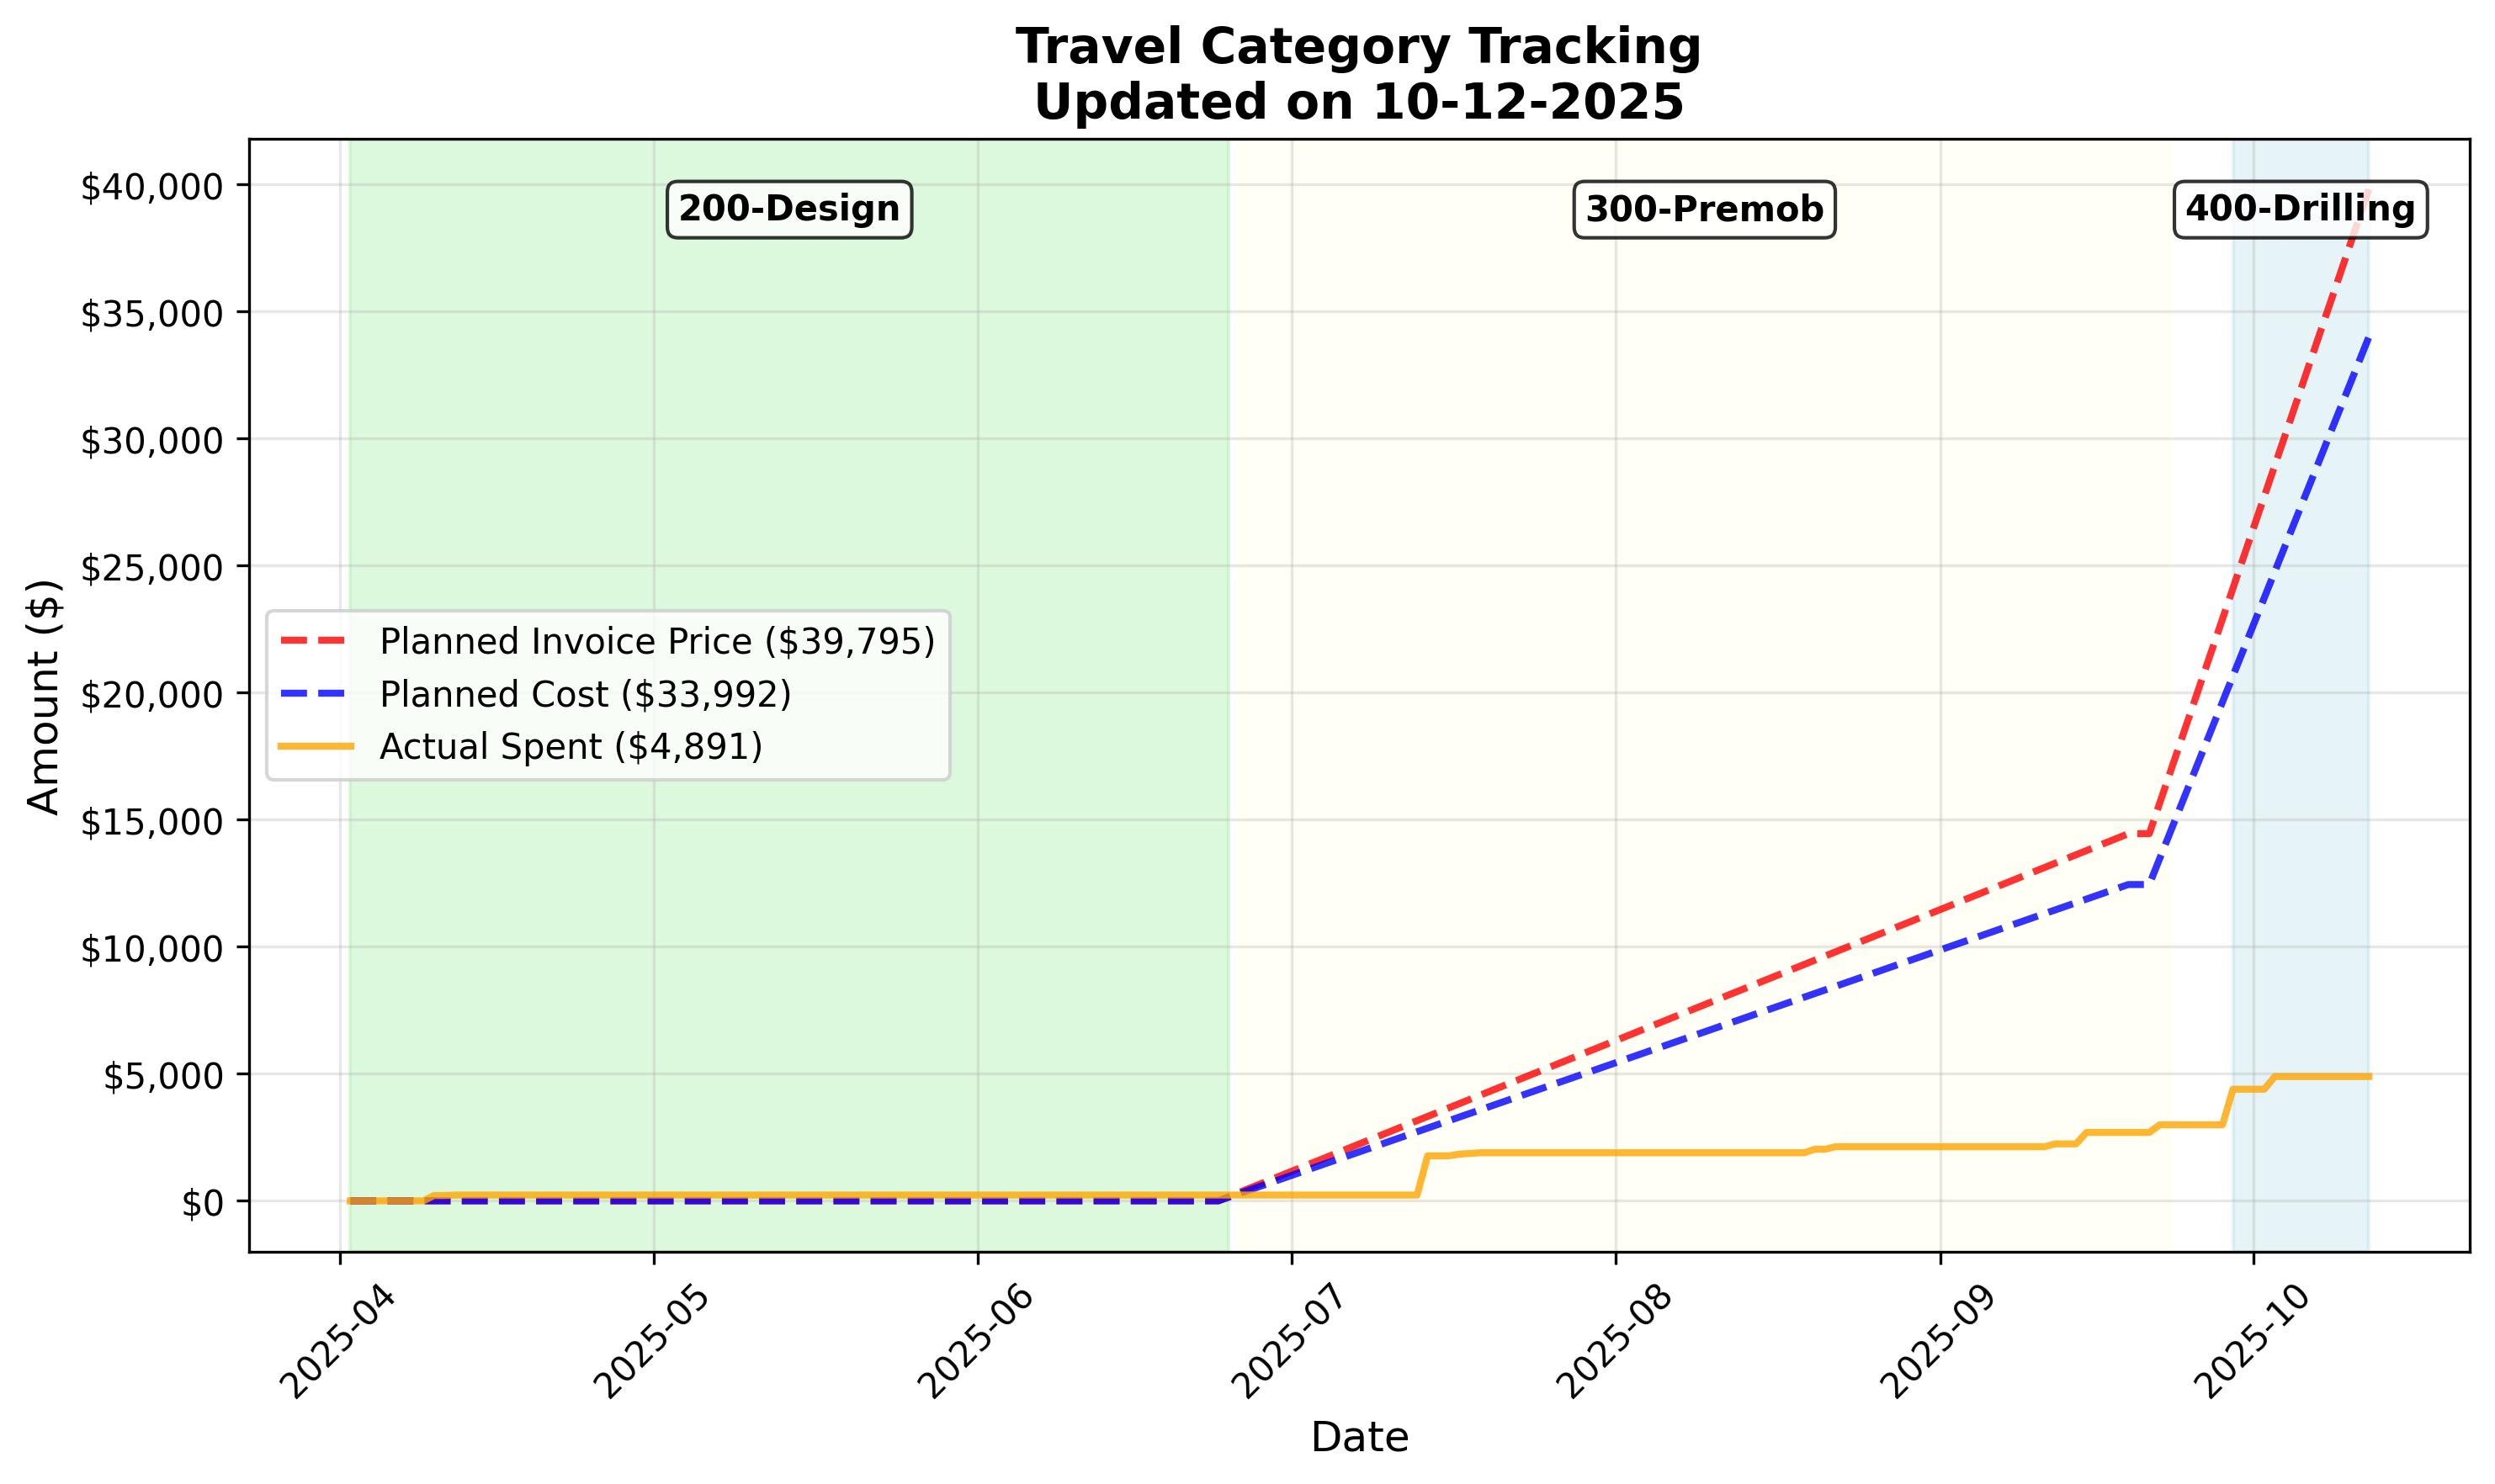 Travel Category Tracking
Updated on 10-12-2025
$40,000
$35,000
$30,000
$25,000
$20,000
$15,000
$10,000
$5,000
$0
Amount ($)
200-Design
300-Premob
400-Drilling
Planned Invoice Price ($39,795)
Planned Cost ($33,992)
Actual Spent ($4,891)
2025-04
2025-05
2025-06
2025-07
2025-08
2025-09
2025-10
Date